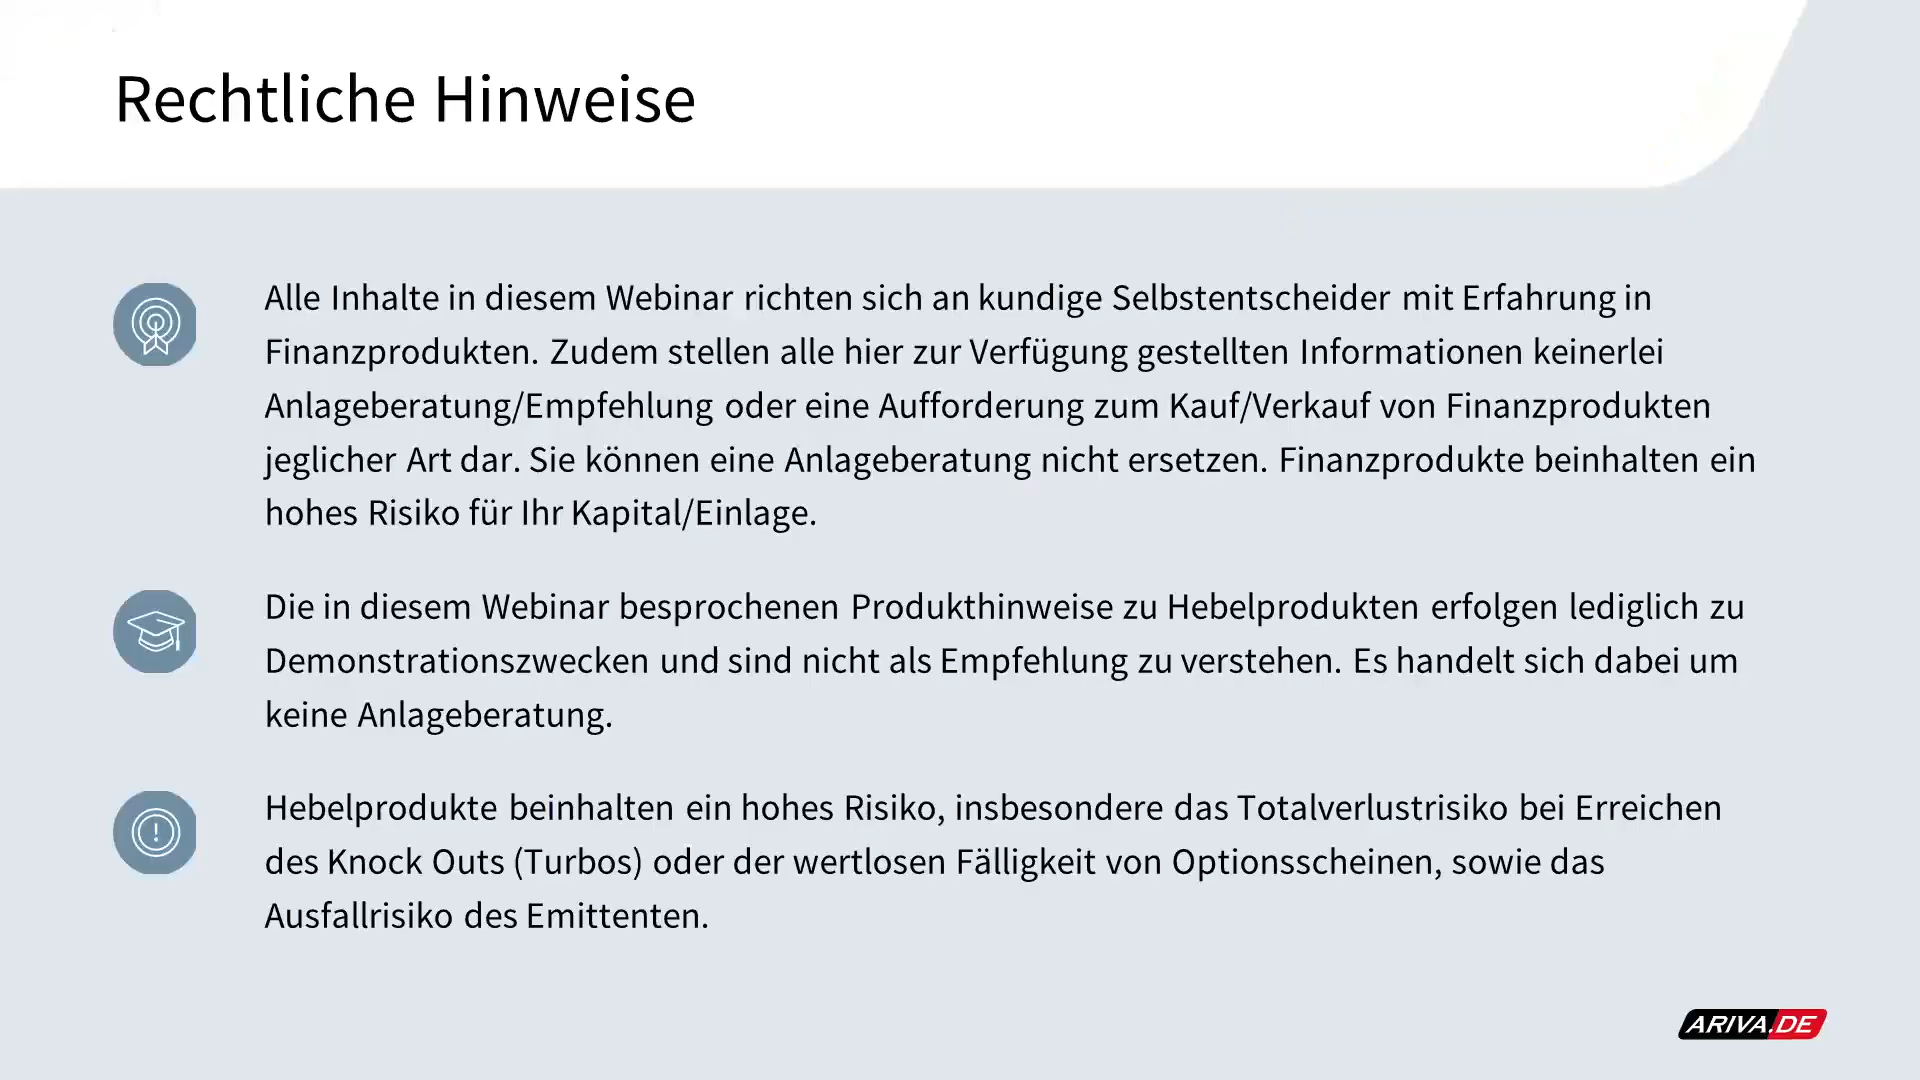 Rechtliche Hinweise
Alle Inhalte in diesem Webinar richten sich an kundige Selbstentscheider mit Erfahrung in
Finanzprodukten. Zudem stellen alle hier zur Verfügung gestellten Informationen keinerlei
Anlageberatung/Empfehlung oder eine Aufforderung zum Kauf/Verkauf von Finanzprodukten
jeglicher Art dar. Sie können eine Anlageberatung nicht ersetzen. Finanzprodukte beinhalten ein
hohes Risiko für Ihr Kapital/Einlage.
Die in diesem Webinar besprochenen Produkthinweise zu Hebelprodukten erfolgen lediglich zu
Demonstrationszwecken und sind nicht als Empfehlung zu verstehen. Es handelt sich dabei um
keine Anlageberatung.
Hebelprodukte beinhalten ein hohes Risiko, insbesondere das Totalverlustrisiko bei Erreichen
des Knock Outs (Turbos) oder der wertlosen Fälligkeit von Optionsscheinen, sowie das
Ausfallrisiko des Emittenten.
ARIVA.DE